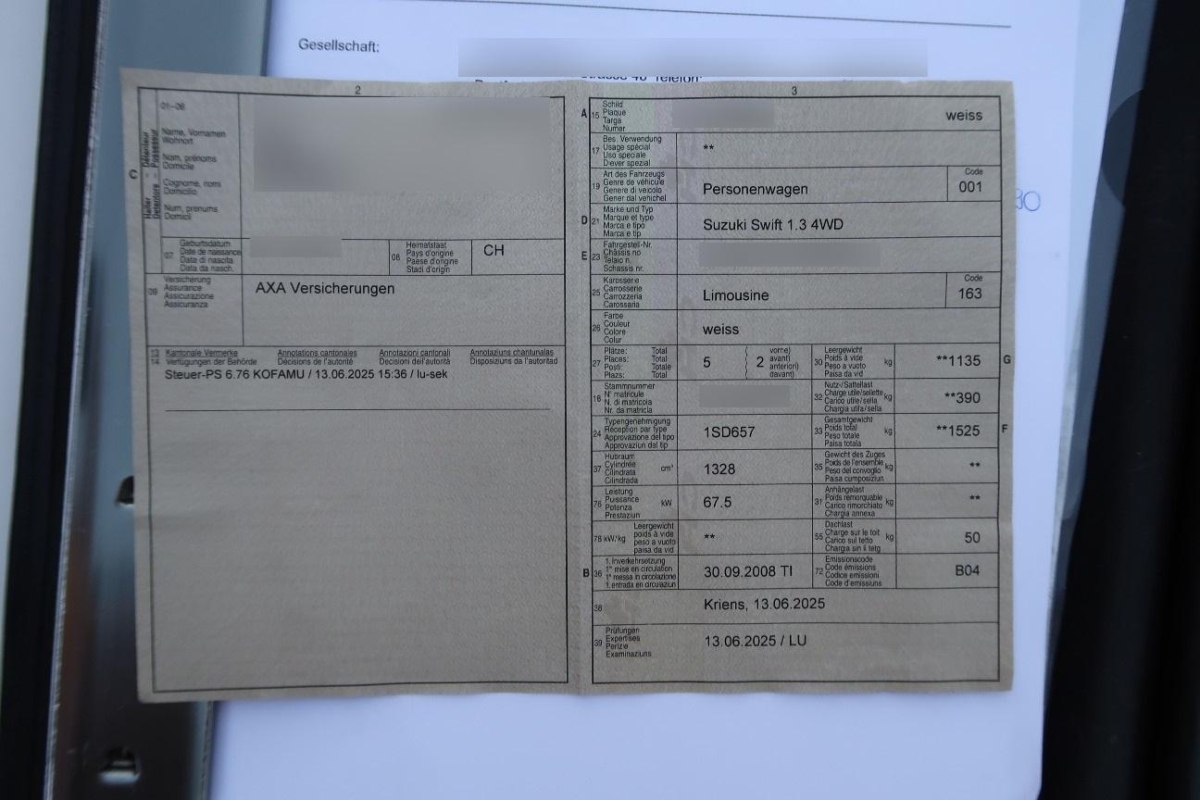 Gesellschaft:
2
01-06
C
Name, Vornamen
Wohnort
Nom, prénoms
Domicile
Cognome, nomi
Domicilio
Num, prenums
Domicil
07
Geburtsdatum
Date de naissance
Data di nascita
Data da nasch.
08
Heimatstaat
Pays d'origine
Paese d'origine
Stadi d'origin
CH
09
Versicherung
Assurance
Assicurazione
Assicuranza
AXA Versicherungen
13
14
Kantonale Vermerke
Verfügungen der Behörde
Annotations cantonales
Décisions de l'autorité
Annotazioni cantonali
Decisioni dell'autorità
Annotaziuns chantunalas
Disposiziuns da l'autoritad
Steuer-PS 6.76 KOFAMU / 13.06.2025 15:36 / lu-sek
3
A 15
Schild
Plaque
Targa
Numer
weiss
17
Bes. Verwendung
Usage spécial
Uso speciale
Diever spezial
**
19
Art des Fahrzeugs
Genre de véhicule
Genere di veicolo
Gener dal vehichel
Personenwagen
Code
001
D 21
Marke und Typ
Marque et type
Marca e tipo
Marca e tip
Suzuki Swift 1.3 4WD
E 23
Fahrgestell-Nr.
Châssis no
Telaio n.
Schassis nr.
25
Karosserie
Carrosserie
Carrozzeria
Carossaria
Limousine
Code
163
26
Farbe
Couleur
Colore
Colur
weiss
27
Plätze: Total
Places: Total
Posti: Totale
Plazs: Total
5
2
vorne)
avant)
anteriori)
davant)
30
Leergewicht
Poids à vide
Peso a vuoto
Paisa da vid
kg
**1135
G
18
Stammnummer
N° matricule
N. di matricola
Nr. da matricla
32
Nutz-/Sattellast
Charge utile/sellette
Carico utile/sella
Chargia utila/sella
kg
**390
24
Typengenehmigung
Réception par type
Approvazione del tipo
Approvaziun dal tip
1SD657
33
Gesamtgewicht
Poids total
Peso totale
Paisa totala
kg
**1525
F
37
Hubraum
Cylindrée
Cilindrata
Cilindrada
cm³
1328
35
Gewicht des Zuges
Poids de l'ensemble
Peso del convoglio
Paisa cumposiziun
kg
**
76
Leistung
Puissance
Potenza
Prestaziun
kW
67.5
31
Anhängelast
Poids remorquable
Carico rimorchiato
Chargia annexa
kg
**
78 kW/kg
Leergewicht
poids à vide
peso a vuoto
paisa da vid
**
55
Dachlast
Charge sur le toit
Carico sul tetto
Chargia sin il tetg
kg
50
B 36
1. Inverkehrsetzung
1re mise en circulation
1a messa in circolazione
1. entrada en circulaziun
30.09.2008 TI
72
Emissionscode
Code émissions
Codice emissioni
Code d'emissiuns
B04
38
Kriens, 13.06.2025
39
Prüfungen
Expertises
Perizie
Examinaziuns
13.06.2025 / LU